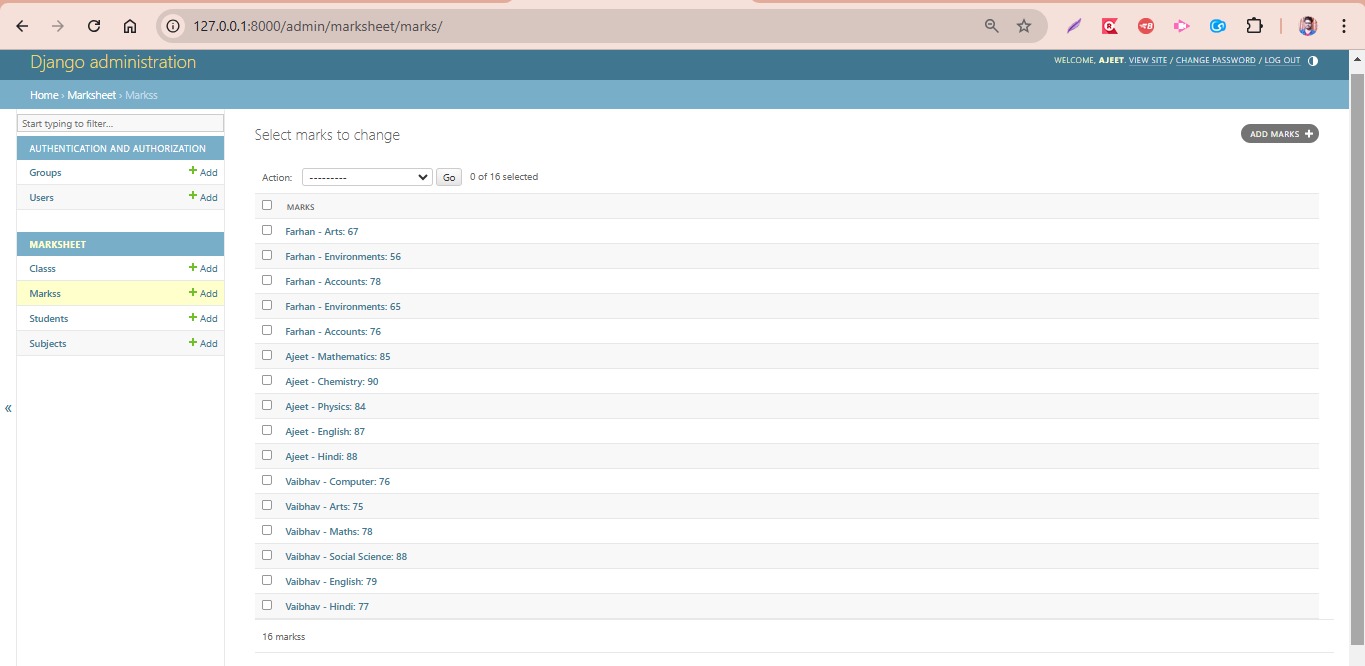 127.0.0.1:8000/admin/marksheet/marks/
Django administration
WELCOME, AJEET. VIEW SITE / CHANGE PASSWORD / LOG OUT
Home › Marksheet › Markss
Start typing to filter...
AUTHENTICATION AND AUTHORIZATION
Groups + Add
Users + Add
MARKSHEET
Classs + Add
Markss + Add
Students + Add
Subjects + Add
«
Select marks to change
ADD MARKS +
Action: --------- Go 0 of 16 selected
MARKS
Farhan - Arts: 67
Farhan - Environments: 56
Farhan - Accounts: 78
Farhan - Environments: 65
Farhan - Accounts: 76
Ajeet - Mathematics: 85
Ajeet - Chemistry: 90
Ajeet - Physics: 84
Ajeet - English: 87
Ajeet - Hindi: 88
Vaibhav - Computer: 76
Vaibhav - Arts: 75
Vaibhav - Maths: 78
Vaibhav - Social Science: 88
Vaibhav - English: 79
Vaibhav - Hindi: 77
16 markss